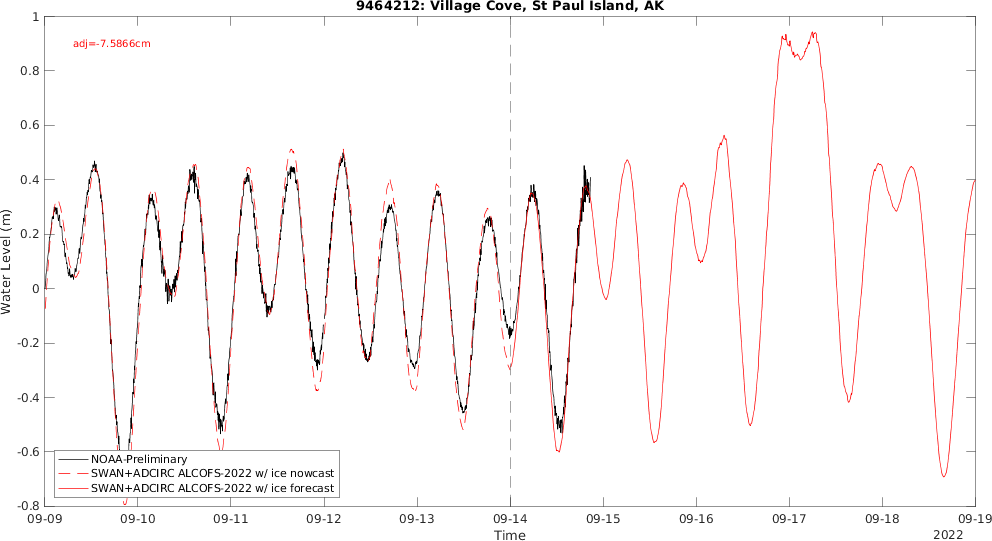 9464212: Village Cove, St Paul Island, AK
adj=-7.5866cm
Water Level (m)
1
0.8
0.6
0.4
0.2
0
-0.2
-0.4
-0.6
-0.8
NOAA-Preliminary
SWAN+ADCIRC ALCOFS-2022 w/ ice nowcast
SWAN+ADCIRC ALCOFS-2022 w/ ice forecast
09-09 09-10 09-11 09-12 09-13 09-14 09-15 09-16 09-17 09-18 09-19
Time
2022